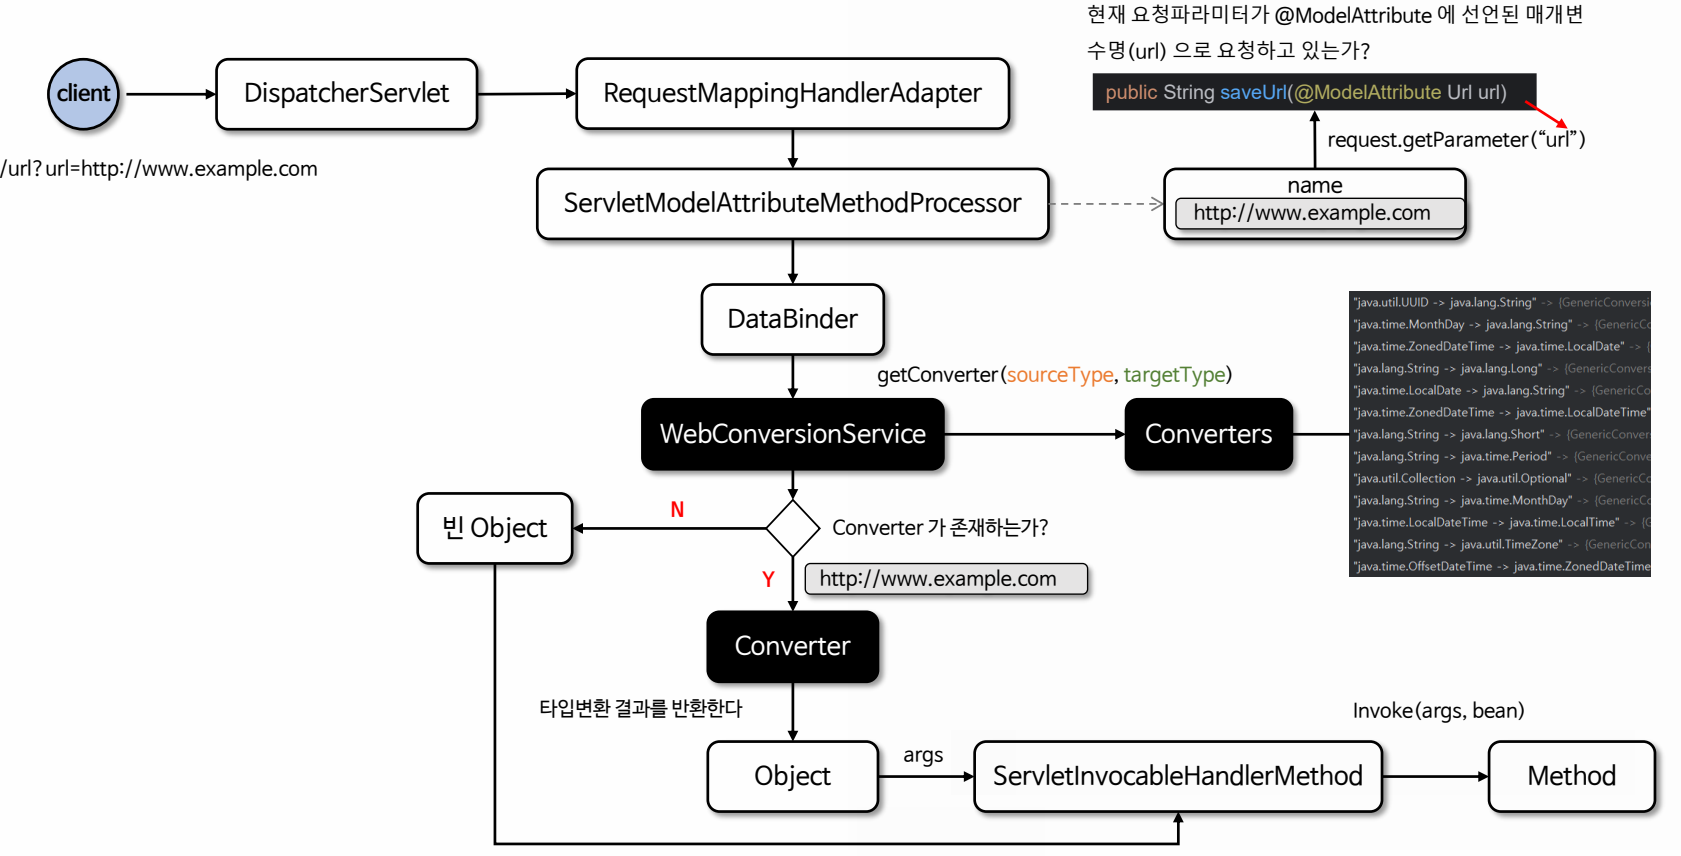 현재 요청파라미터가 @ModelAttribute 에 선언된 매개변
수명(url) 으로 요청하고 있는가?
client
DispatcherServlet
RequestMappingHandlerAdapter
public String saveUrl(@ModelAttribute Url url)
request.getParameter(“url”)
/url?url=http://www.example.com
ServletModelAttributeMethodProcessor
name
http://www.example.com
DataBinder
getConverter(sourceType, targetType)
WebConversionService
Converters
"java.util.UUID -> java.lang.String" -> {GenericConversi
"java.time.MonthDay -> java.lang.String" -> {GenericCo
"java.time.ZonedDateTime -> java.time.LocalDate" -> {
"java.lang.String -> java.lang.Long" -> {GenericConvers
"java.time.LocalDate -> java.lang.String" -> {GenericCo
"java.time.ZonedDateTime -> java.time.LocalDateTime"
"java.lang.String -> java.lang.Short" -> {GenericConver
"java.lang.String -> java.time.Period" -> {GenericConve
"java.util.Collection -> java.util.Optional" -> {GenericCo
"java.lang.String -> java.time.MonthDay" -> {GenericCo
"java.time.LocalDateTime -> java.time.LocalTime" -> {G
"java.lang.String -> java.util.TimeZone" -> {GenericCon
"java.time.OffsetDateTime -> java.time.ZonedDateTime
빈 Object
N
Converter 가 존재하는가?
Y
http://www.example.com
Converter
타입변환 결과를 반환한다
Invoke(args, bean)
Object
args
ServletInvocableHandlerMethod
Method